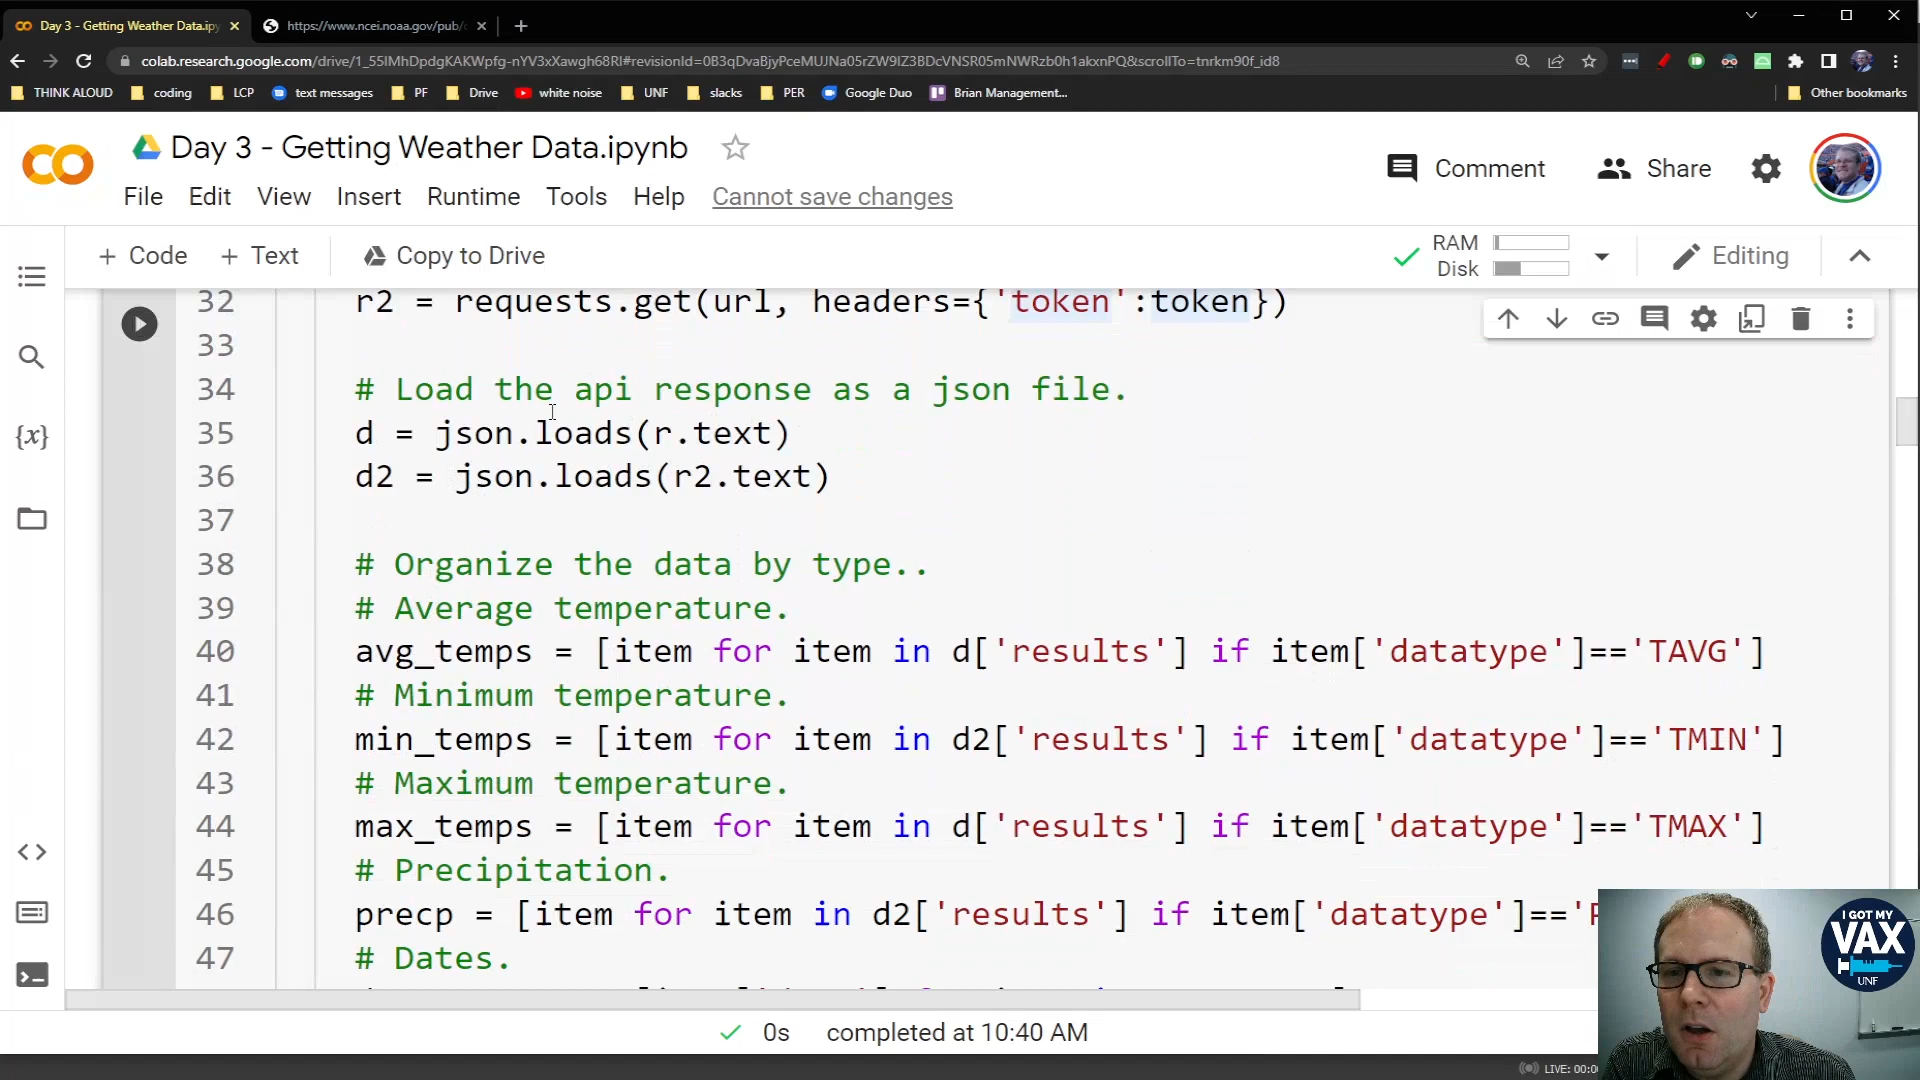 Day 3 - Getting Weather Data.ipy
https://www.ncei.noaa.gov/pub/
colab.research.google.com/drive/1_55IMhDpdgKAKWpfg-nYV3xXawgh68RI#revisionId=0B3qDvaBjyPceMUJNa05rZW9IZ3BDcVNSR05mNWRzb0h1akxnPQ&scrollTo=tnrkm90f_id8
THINK ALOUD coding LCP text messages PF Drive white noise UNF slacks PER Google Duo Brian Management... Other bookmarks
Day 3 - Getting Weather Data.ipynb
Comment Share
File Edit View Insert Runtime Tools Help Cannot save changes
+ Code + Text Copy to Drive
RAM
Disk
Editing
32 r2 = requests.get(url, headers={'token':token})
33
34 # Load the api response as a json file.
35 d = json.loads(r.text)
36 d2 = json.loads(r2.text)
37
38 # Organize the data by type..
39 # Average temperature.
40 avg_temps = [item for item in d['results'] if item['datatype']=='TAVG']
41 # Minimum temperature.
42 min_temps = [item for item in d2['results'] if item['datatype']=='TMIN']
43 # Maximum temperature.
44 max_temps = [item for item in d['results'] if item['datatype']=='TMAX']
45 # Precipitation.
46 precp = [item for item in d2['results'] if item['datatype']=='
47 # Dates.
0s completed at 10:40 AM
I GOT MY
VAX
UNF
LIVE: 00:0